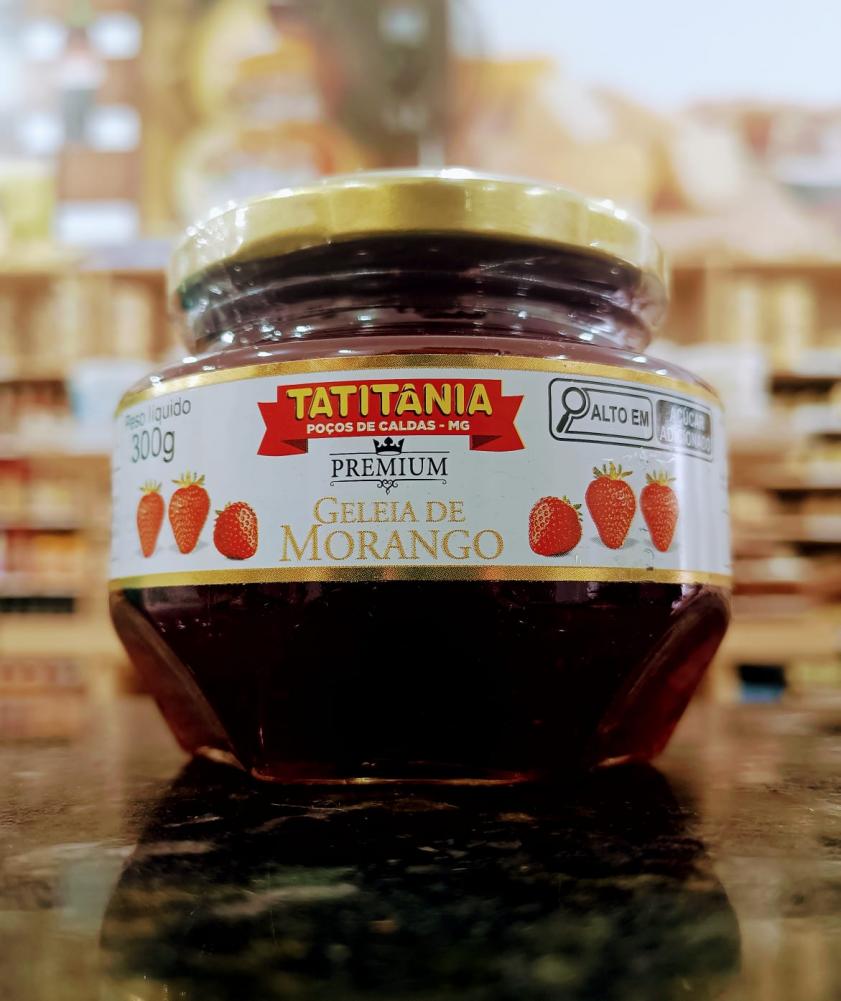 Peso líquido
300g
TATITÂNIA
POÇOS DE CALDAS - MG
PREMIUM
GELEIA DE
MORANGO
ALTO EM
AÇÚCAR
ADICIONADO